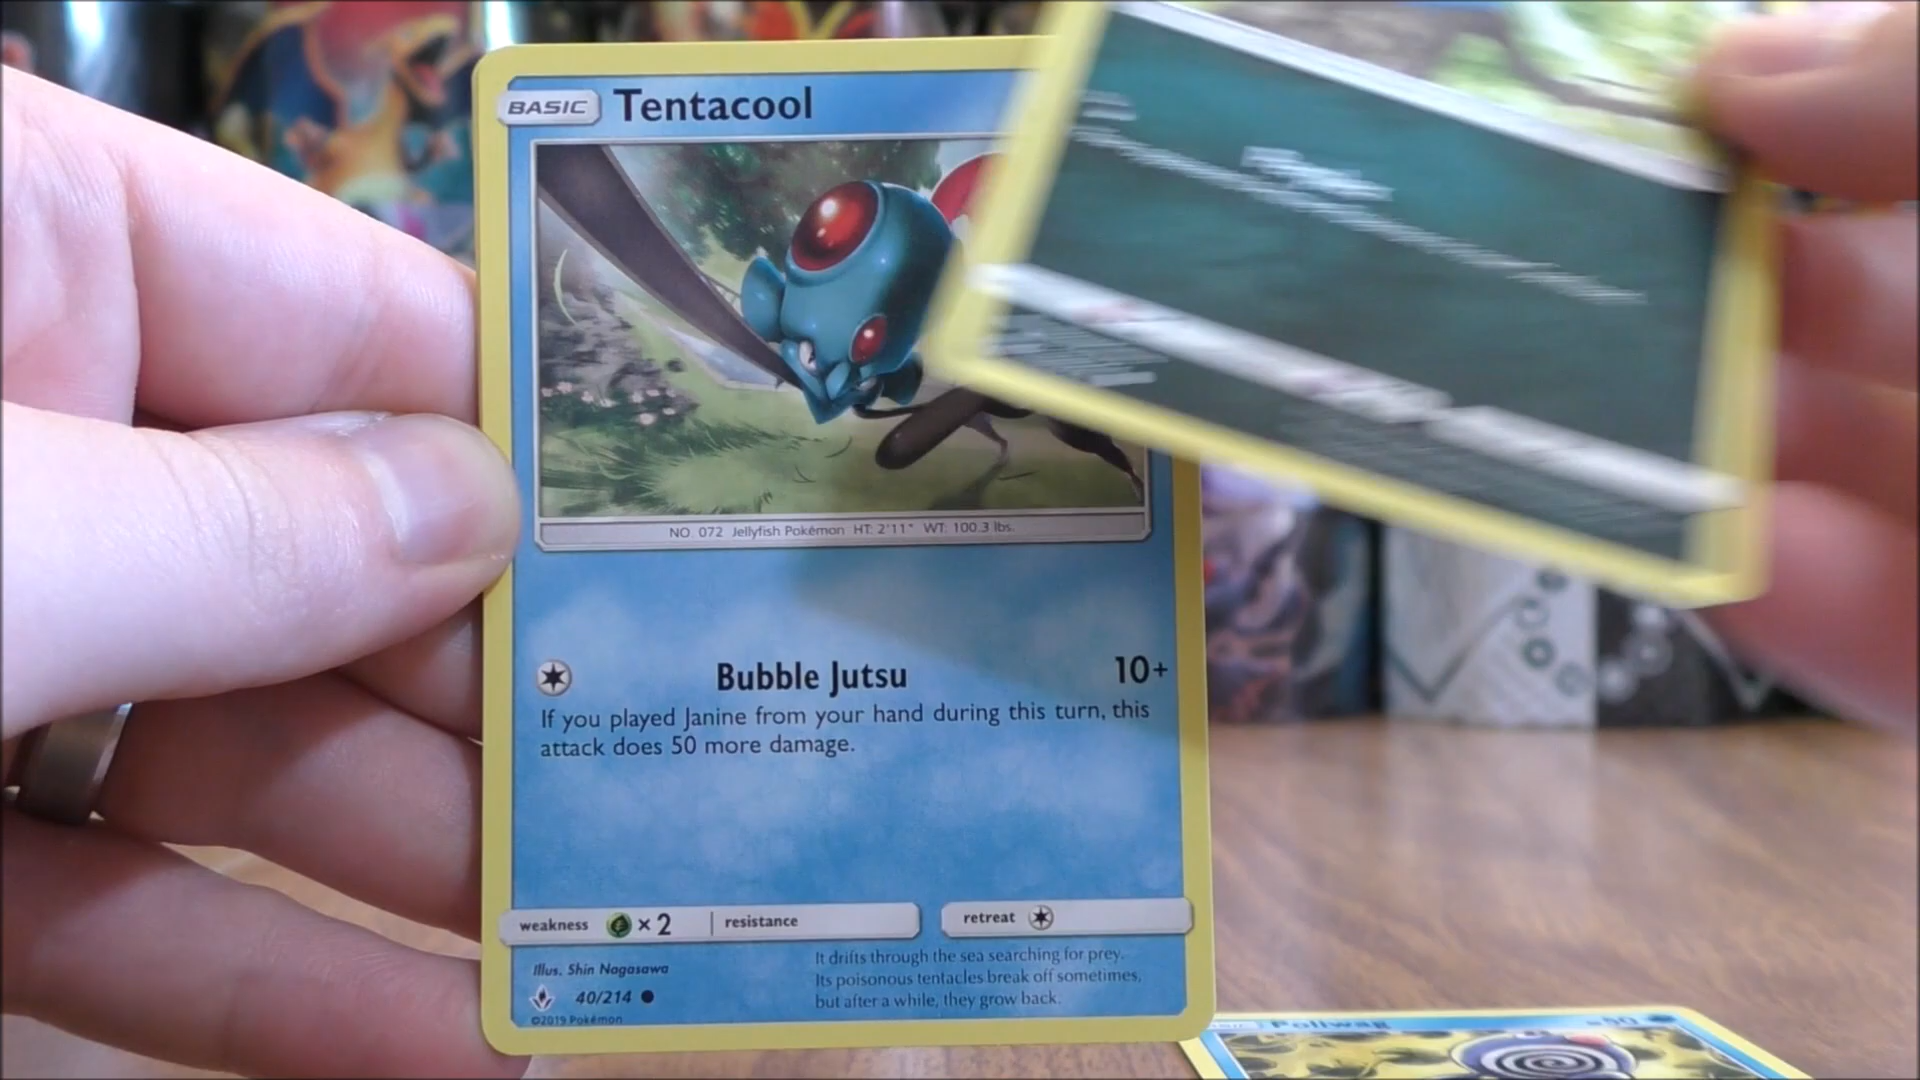 BASIC Tentacool
NO. 072 Jellyfish Pokémon HT: 2'11" WT: 100.3 lbs.
Bubble Jutsu 10+
If you played Janine from your hand during this turn, this
attack does 50 more damage.
weakness ×2 resistance retreat
Illus. Shin Nagasawa
40/214
©2019 Pokémon
It drifts through the sea searching for prey.
Its poisonous tentacles break off sometimes,
but after a while, they grow back.
Poliwag